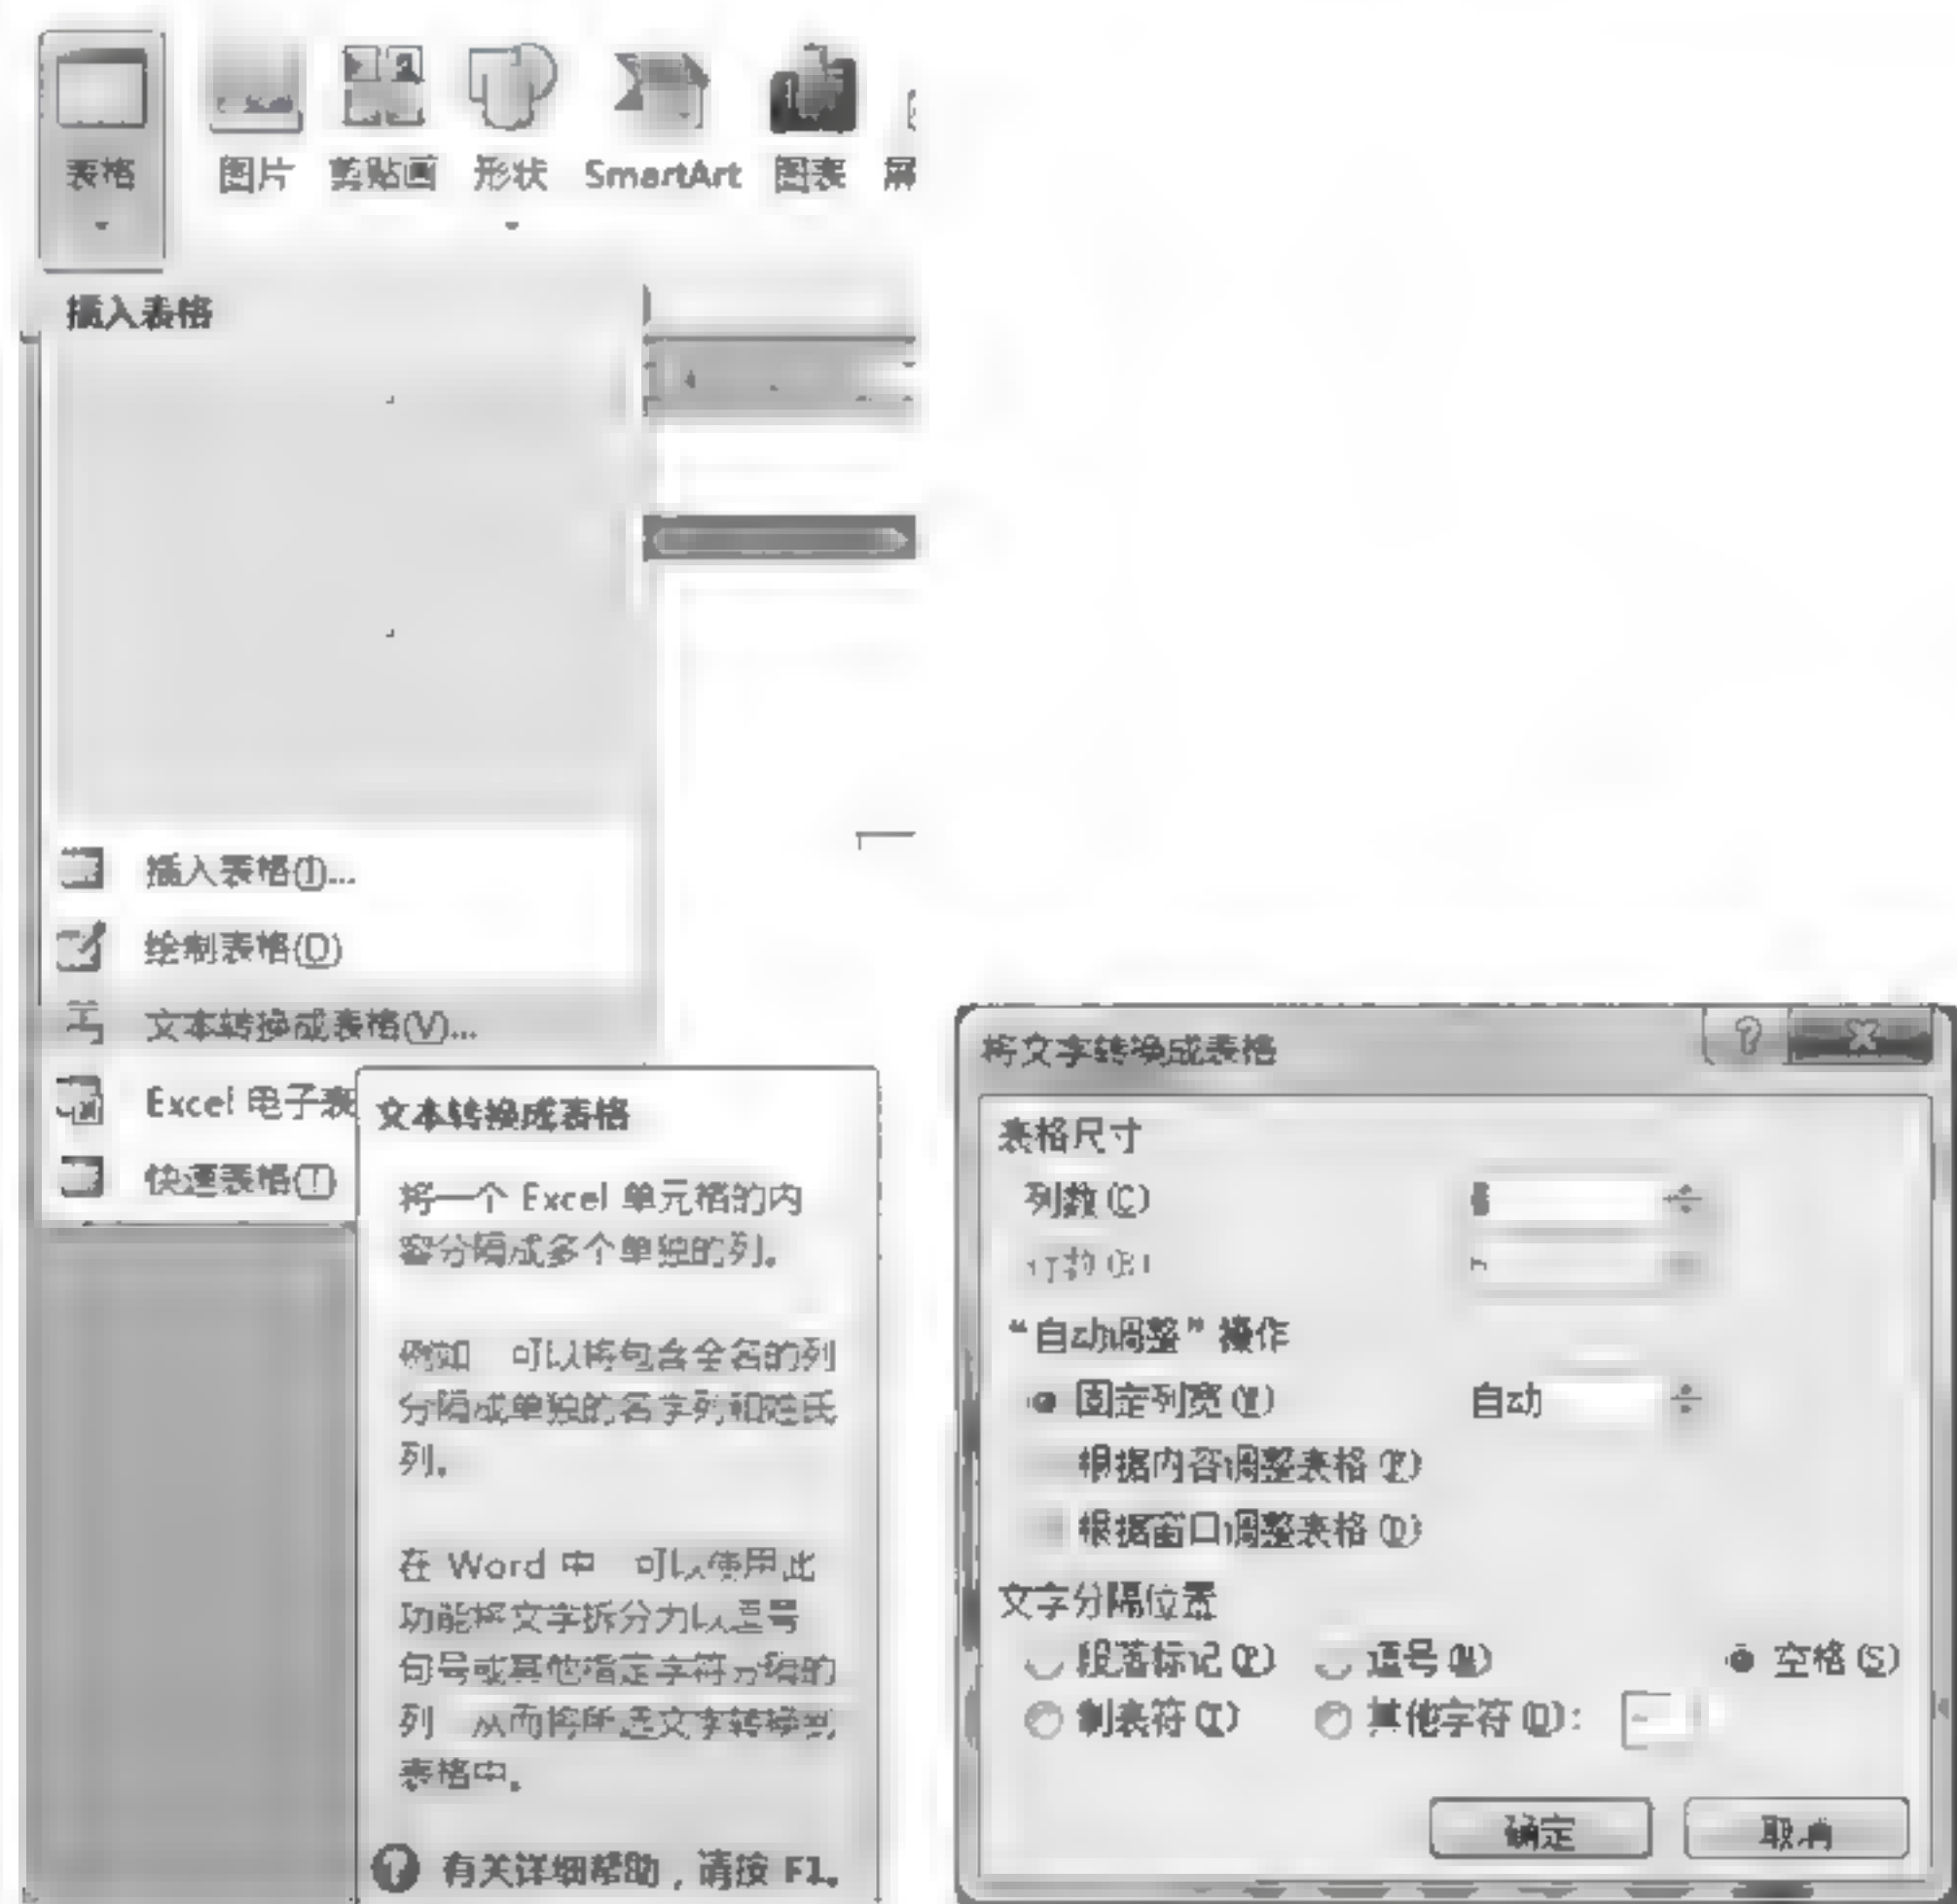 表格
图片
剪贴画
形状
SmartArt
图表
屏
插入表格
插入表格(I)...
绘制表格(D)
文本转换成表格(V)...
Excel 电子表
快速表格(T)
文本转换成表格
将一个 Excel 单元格的内
容分隔成多个单独的列。
例如 可以将包含全名的列
分隔成单独的名字列和姓氏
列。
在 Word 中 可以使用此
功能将文字拆分为以逗号
句号或其他指定字符分隔的
列 从而将所选文字转换到
表格中。
有关详细帮助，请按 F1。
将文字转换成表格
表格尺寸
列数(C)
行数(R)
“自动调整”操作
固定列宽(W) 自动
根据内容调整表格(F)
根据窗口调整表格(D)
文字分隔位置
段落标记(P) 逗号(M) 空格(S)
制表符(T) 其他字符(O): -
确定 取消